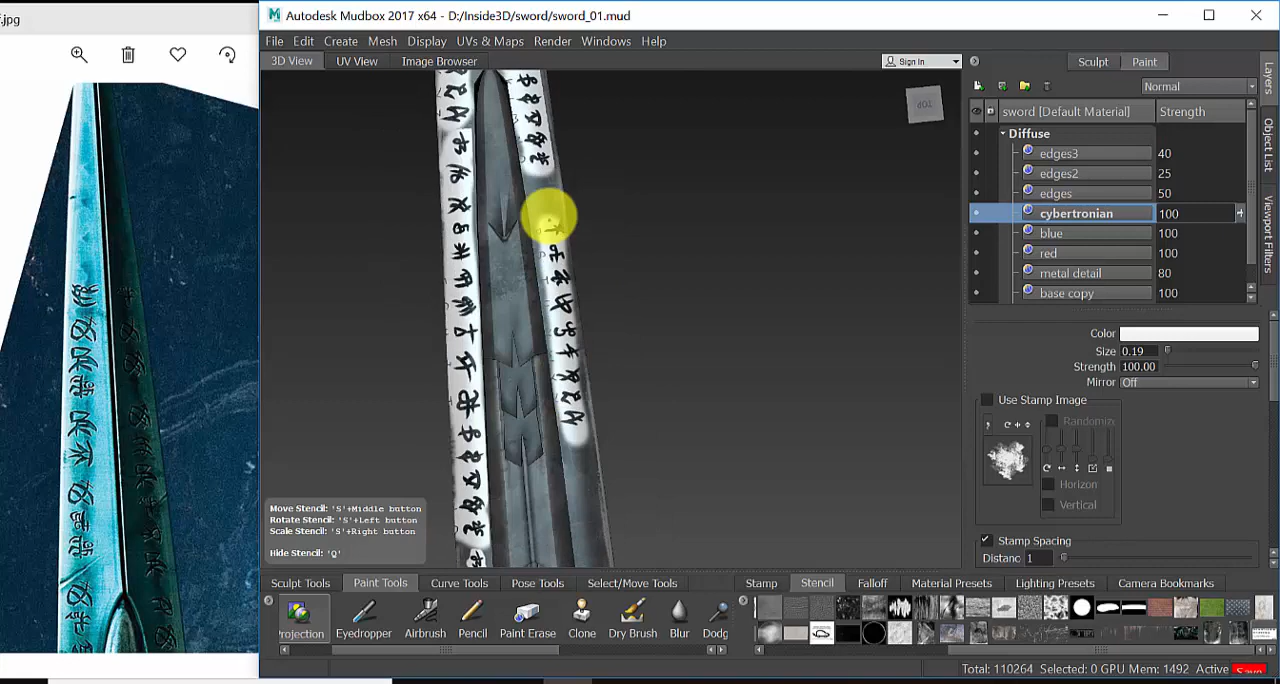 .jpg
Autodesk Mudbox 2017 x64 - D:/Inside3D/sword/sword_01.mud
File Edit Create Mesh Display UVs & Maps Render Windows Help
3D View UV View Image Browser
Sign In
Sculpt Paint
Normal
sword [Default Material] Strength
Diffuse
edges3 40
edges2 25
edges 50
cybertronian 100
blue 100
red 100
metal detail 80
base copy 100
Layers
Object List
Viewport Filters
Color
Size 0.19
Strength 100.00
Mirror Off
Use Stamp Image
Randomize
Horizon
Vertical
Stamp Spacing
Distanc 1
Move Stencil: 'S'+Middle button
Rotate Stencil: 'S'+Left button
Scale Stencil: 'S'+Right button
Hide Stencil: 'Q'
Sculpt Tools Paint Tools Curve Tools Pose Tools Select/Move Tools
Stamp Stencil Falloff Material Presets Lighting Presets Camera Bookmarks
Projection Eyedropper Airbrush Pencil Paint Erase Clone Dry Brush Blur Dodg
Total: 110264 Selected: 0 GPU Mem: 1492 Active
Save